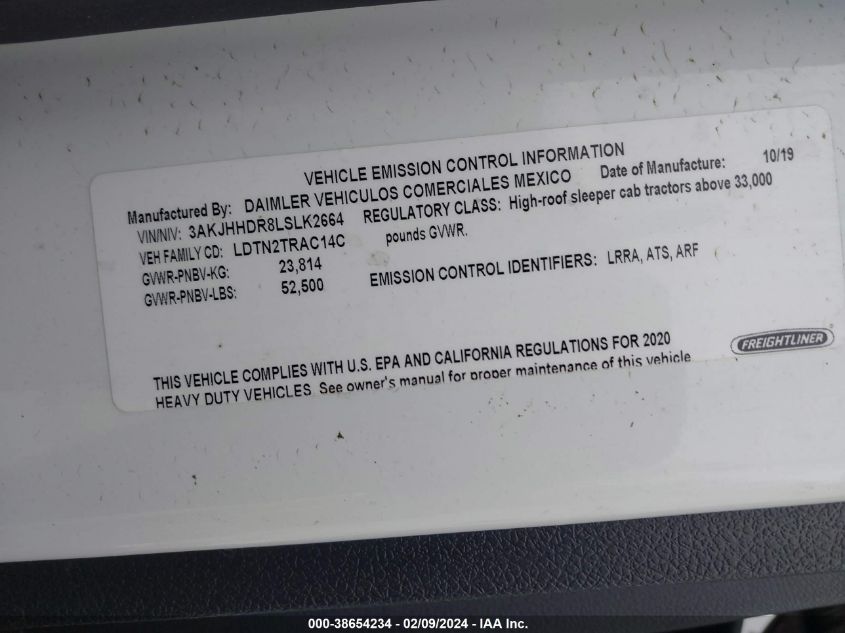 VEHICLE EMISSION CONTROL INFORMATION
Manufactured By: DAIMLER VEHICULOS COMERCIALES MEXICO Date of Manufacture: 10/19
VIN/NIV: 3AKJHHDR8LSLK2664 REGULATORY CLASS: High-roof sleeper cab tractors above 33,000
VEH FAMILY CD: LDTN2TRAC14C pounds GVWR.
GVWR-PNBV-KG: 23,814
GVWR-PNBV-LBS: 52,500 EMISSION CONTROL IDENTIFIERS: LRRA, ATS, ARF
THIS VEHICLE COMPLIES WITH U.S. EPA AND CALIFORNIA REGULATIONS FOR 2020
HEAVY DUTY VEHICLES See owner's manual for proper maintenance of this vehicle
FREIGHTLINER
000-38654234 - 02/09/2024 - IAA Inc.